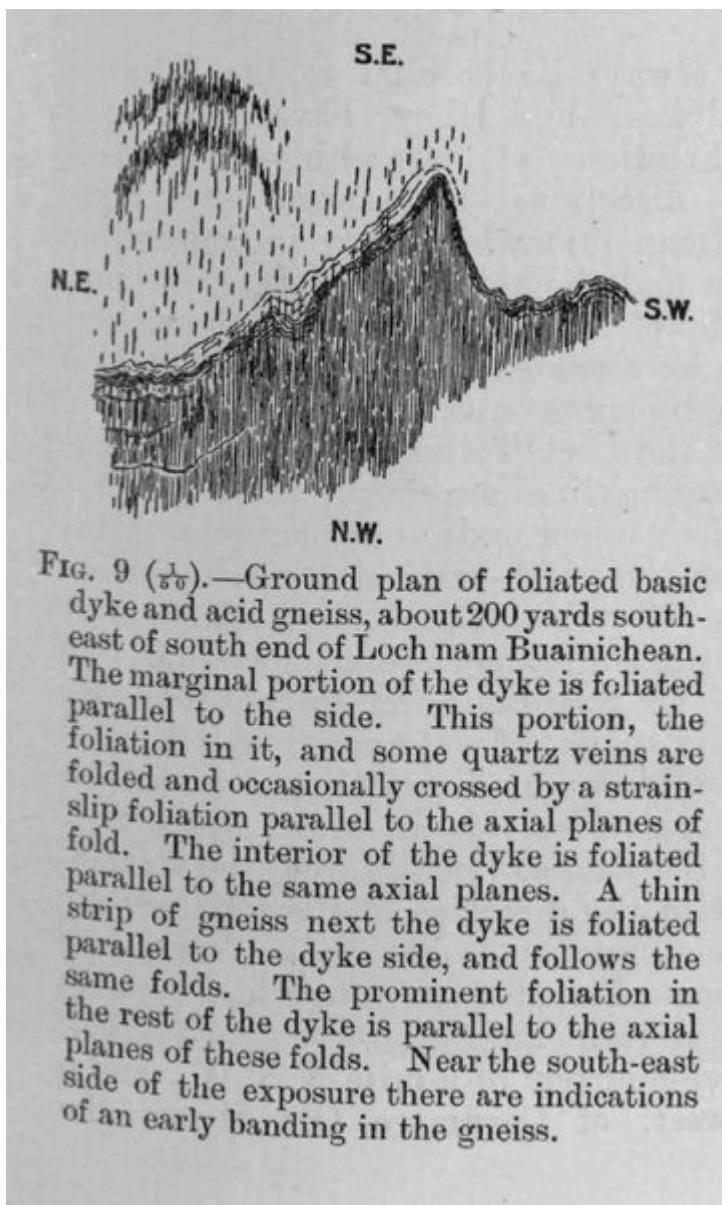 S.E.
N.E.
S.W.
N.W.
FIG. 9 (1/50).—Ground plan of foliated basic
dyke and acid gneiss, about 200 yards south-
east of south end of Loch nam Buainichean.
The marginal portion of the dyke is foliated
parallel to the side. This portion, the
foliation in it, and some quartz veins are
folded and occasionally crossed by a strain-
slip foliation parallel to the axial planes of
fold. The interior of the dyke is foliated
parallel to the same axial planes. A thin
strip of gneiss next the dyke is foliated
parallel to the dyke side, and follows the
same folds. The prominent foliation in
the rest of the dyke is parallel to the axial
planes of these folds. Near the south-east
side of the exposure there are indications
of an early banding in the gneiss.